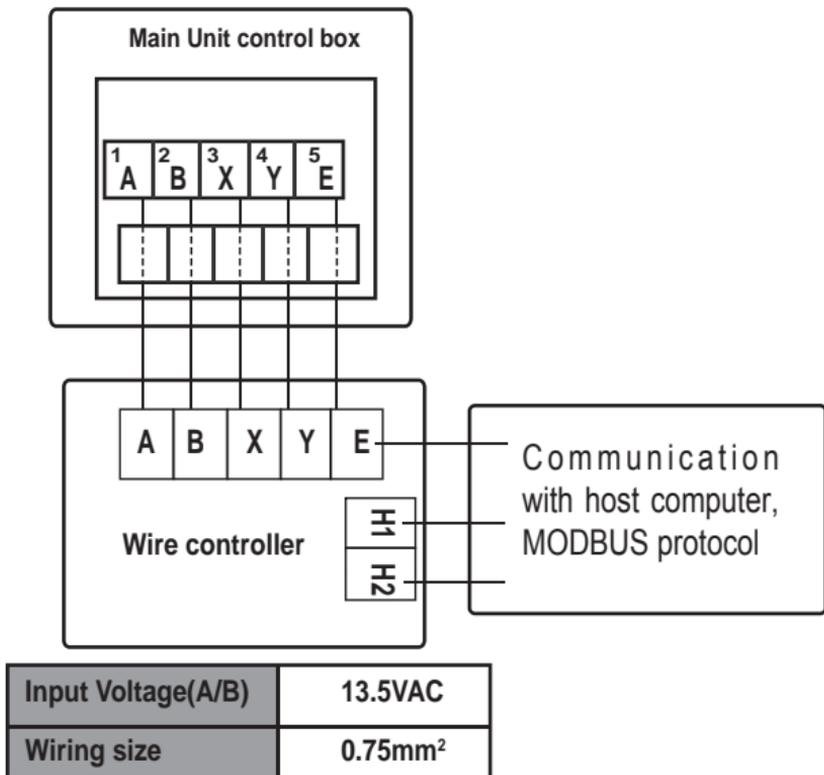 Main Unit control box
1 2 3 4 5
A B X Y E
A B X Y E
Communication
with host computer,
MODBUS protocol
H1
Wire controller
H2
Input Voltage(A/B) 13.5VAC
Wiring size 0.75mm²